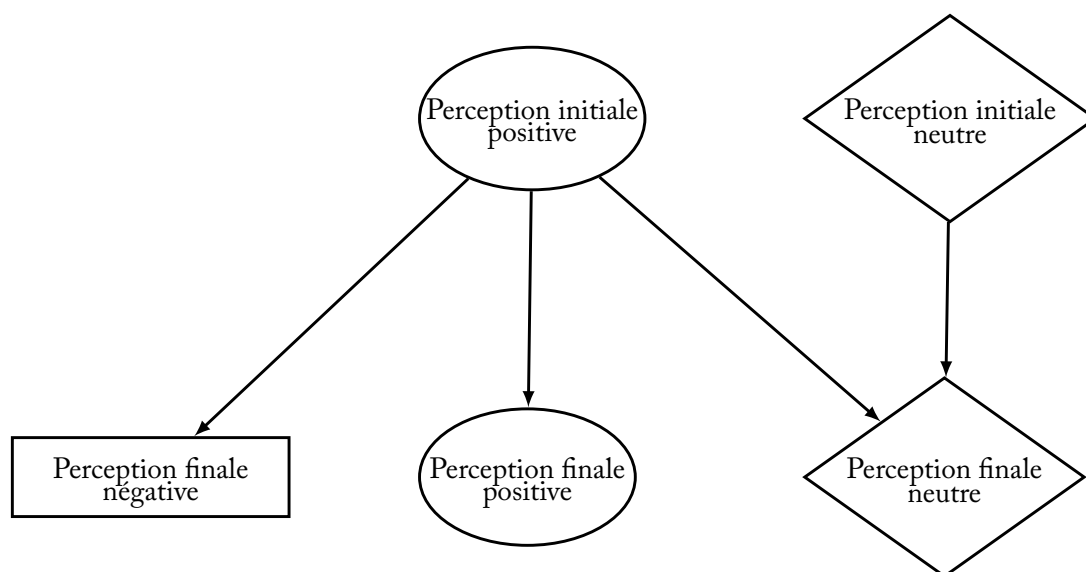 Perception initiale
positive
Perception initiale
neutre
Perception finale
négative
Perception finale
positive
Perception finale
neutre